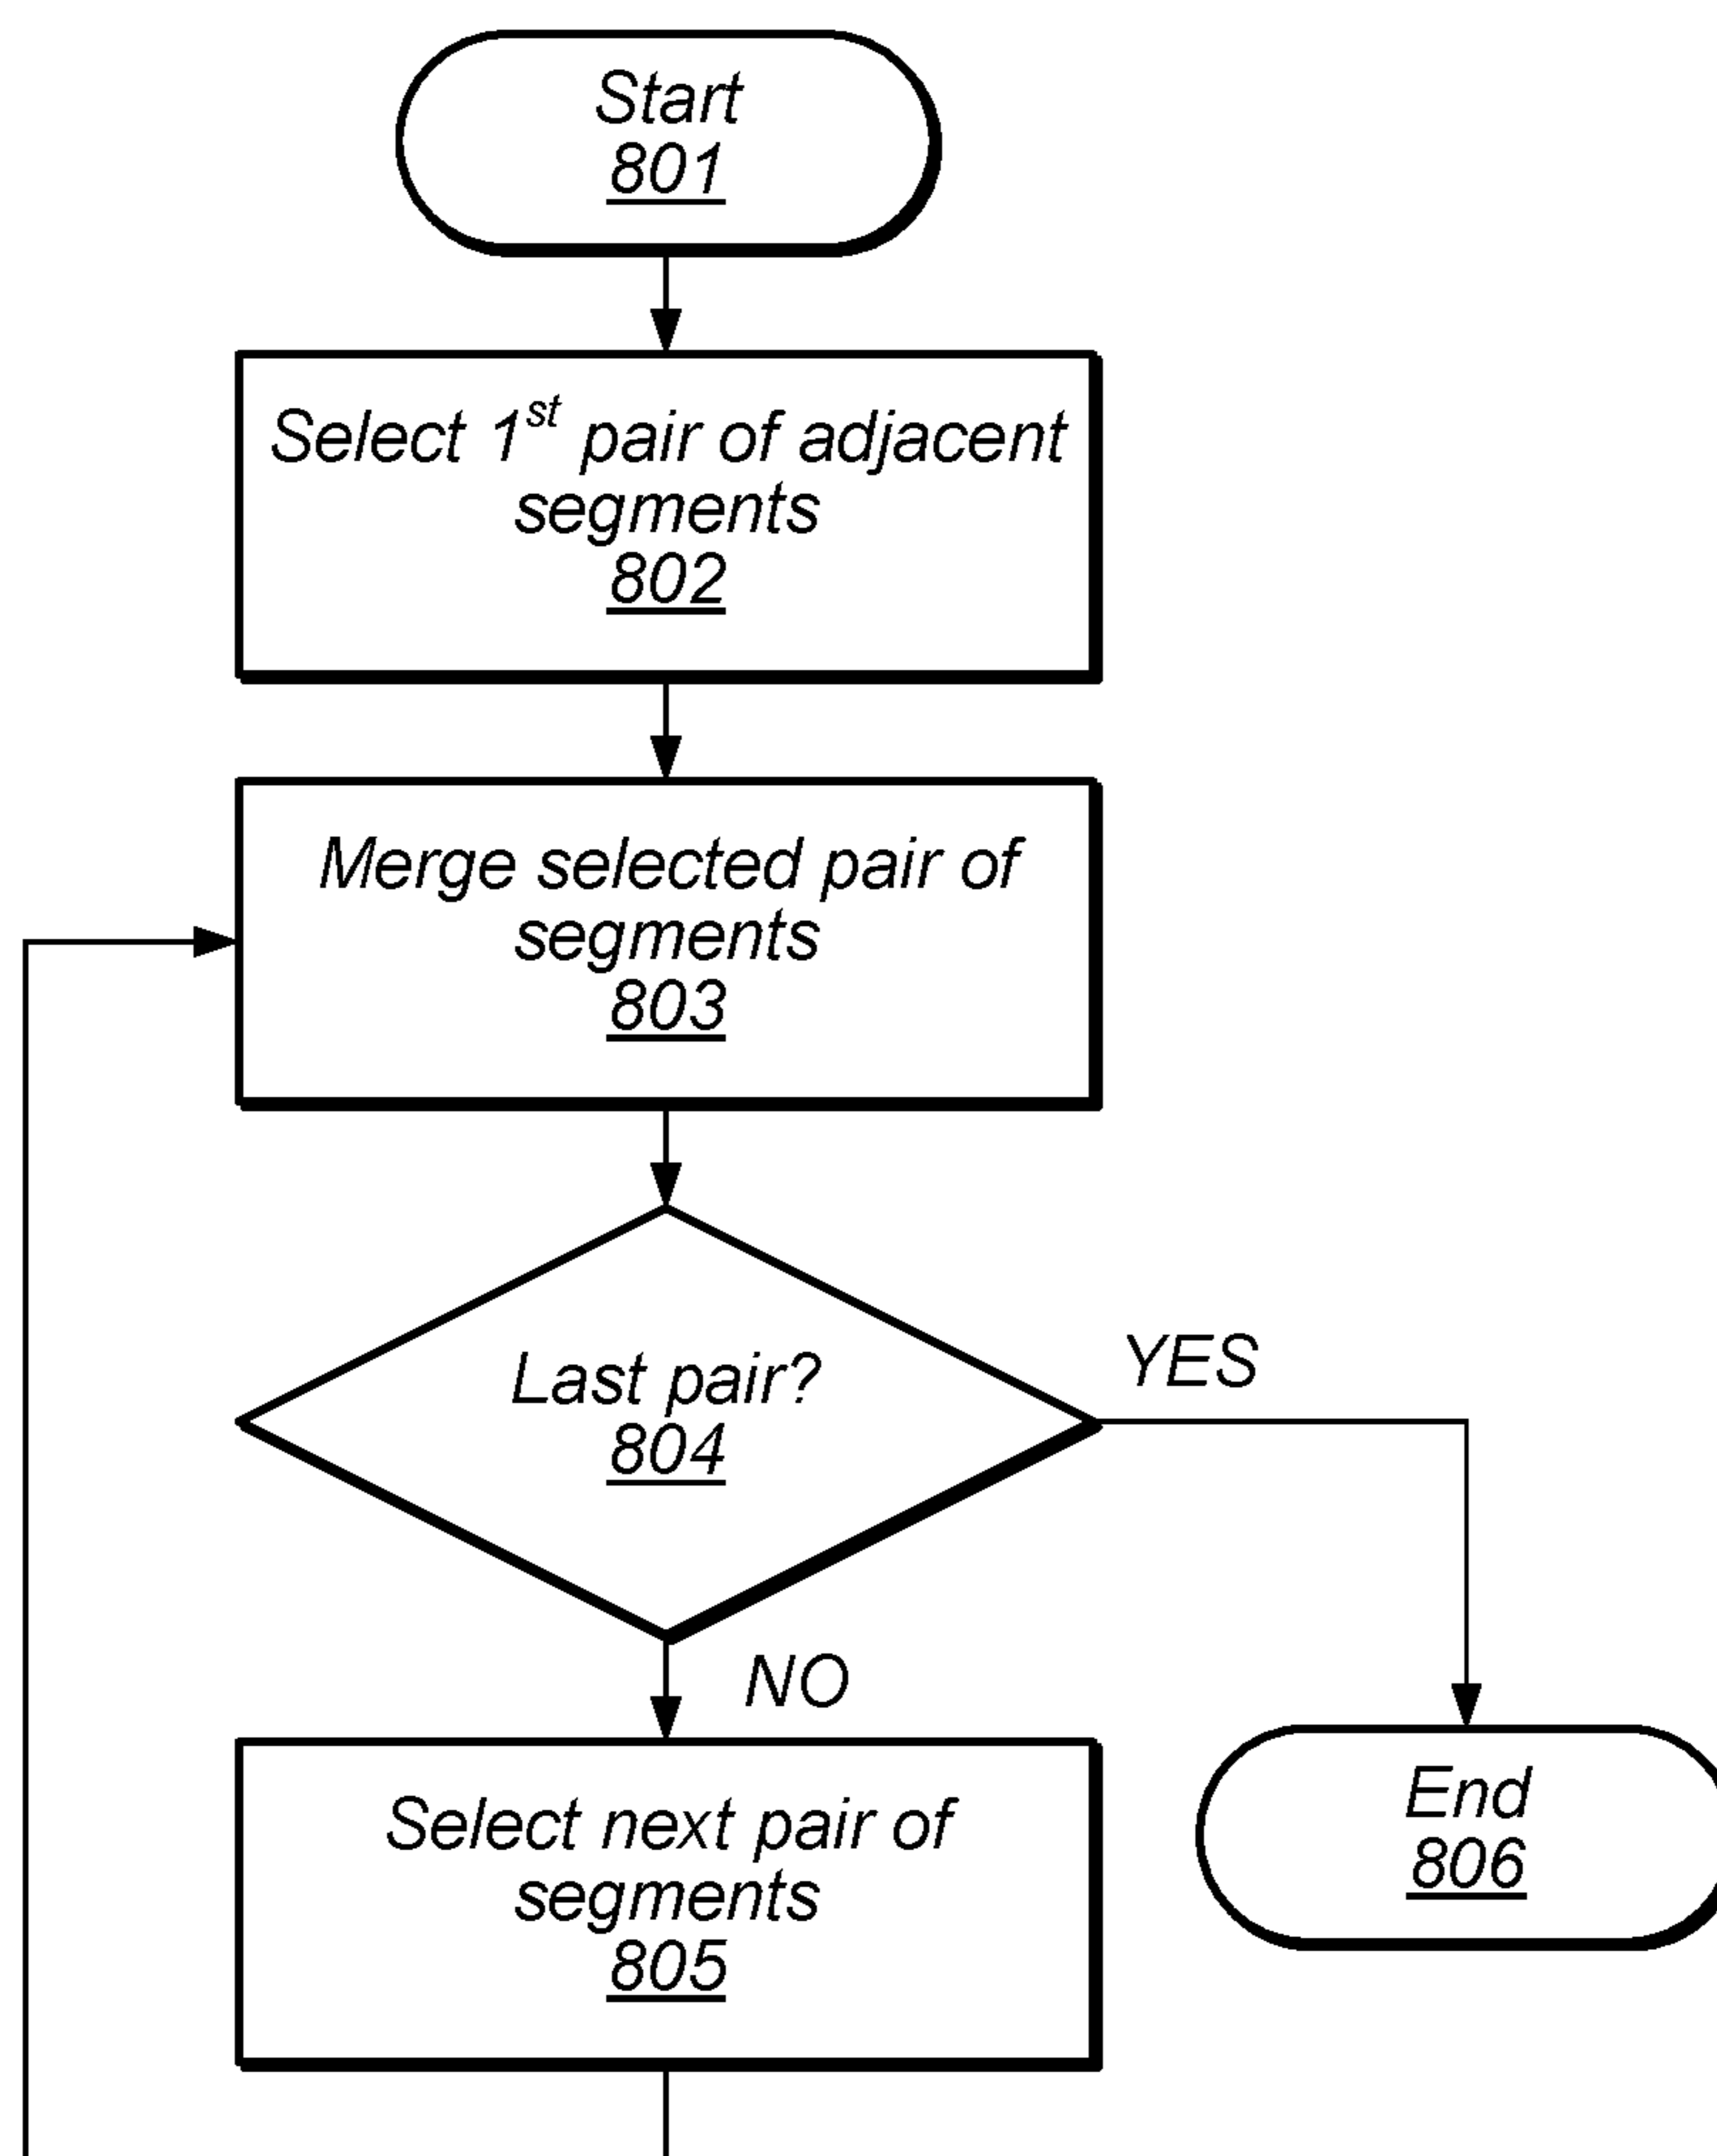 Start
801
Select 1st pair of adjacent
segments
802
Merge selected pair of
segments
803
Last pair?
804
YES
NO
Select next pair of
segments
805
End
806